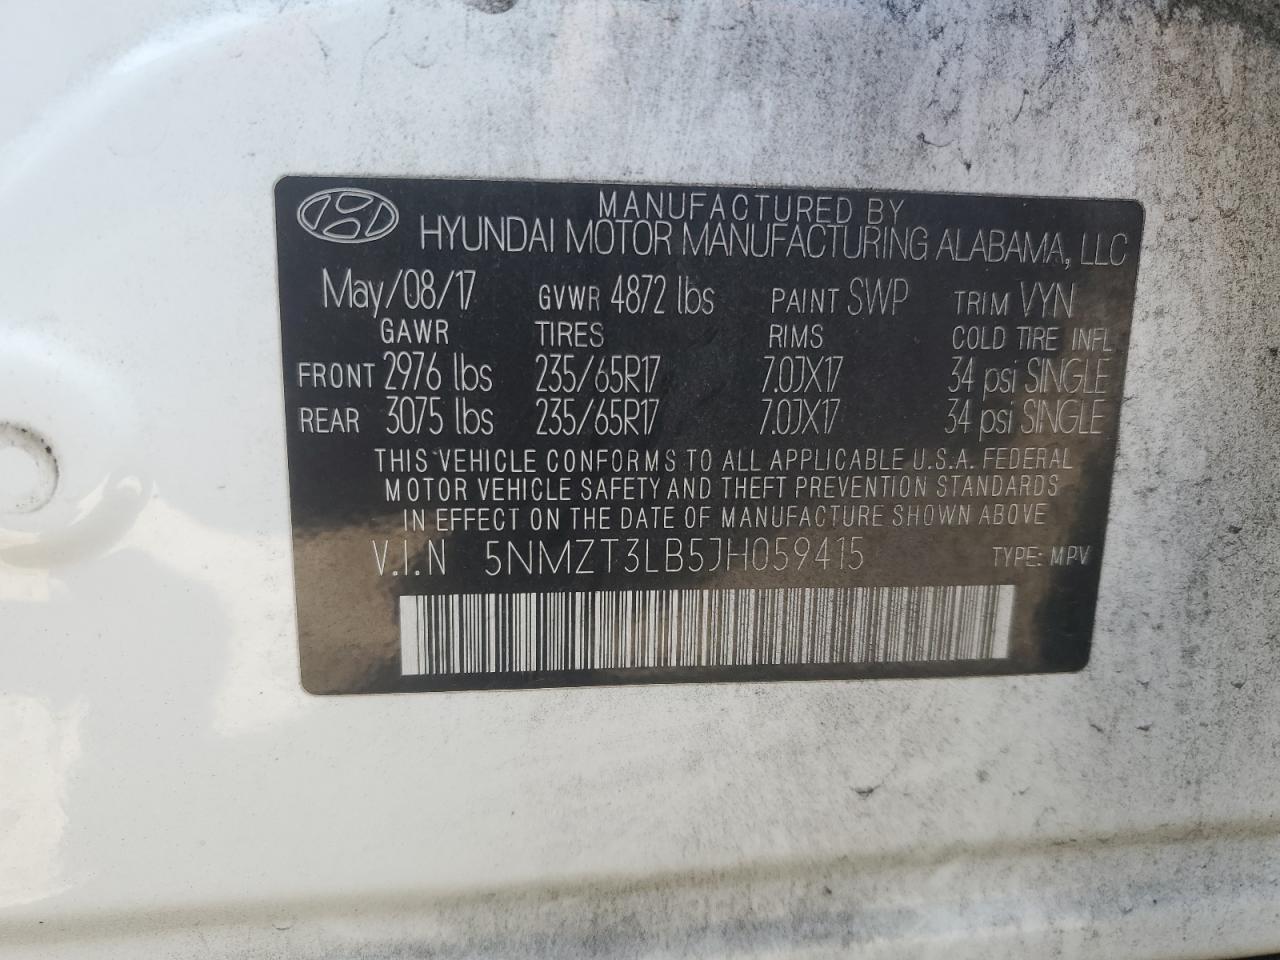 MANUFACTURED BY
HYUNDAI MOTOR MANUFACTURING ALABAMA, LLC
May/08/17 GVWR 4872 lbs PAINT SWP TRIM VYN
GAWR TIRES RIMS COLD TIRE INFL
FRONT 2976 lbs 235/65R17 7.0JX17 34 psi SINGLE
REAR 3075 lbs 235/65R17 7.0JX17 34 psi SINGLE
THIS VEHICLE CONFORMS TO ALL APPLICABLE U.S.A. FEDERAL
MOTOR VEHICLE SAFETY AND THEFT PREVENTION STANDARDS
IN EFFECT ON THE DATE OF MANUFACTURE SHOWN ABOVE
V.I.N 5NMZT3LB5JH059415 TYPE: MPV